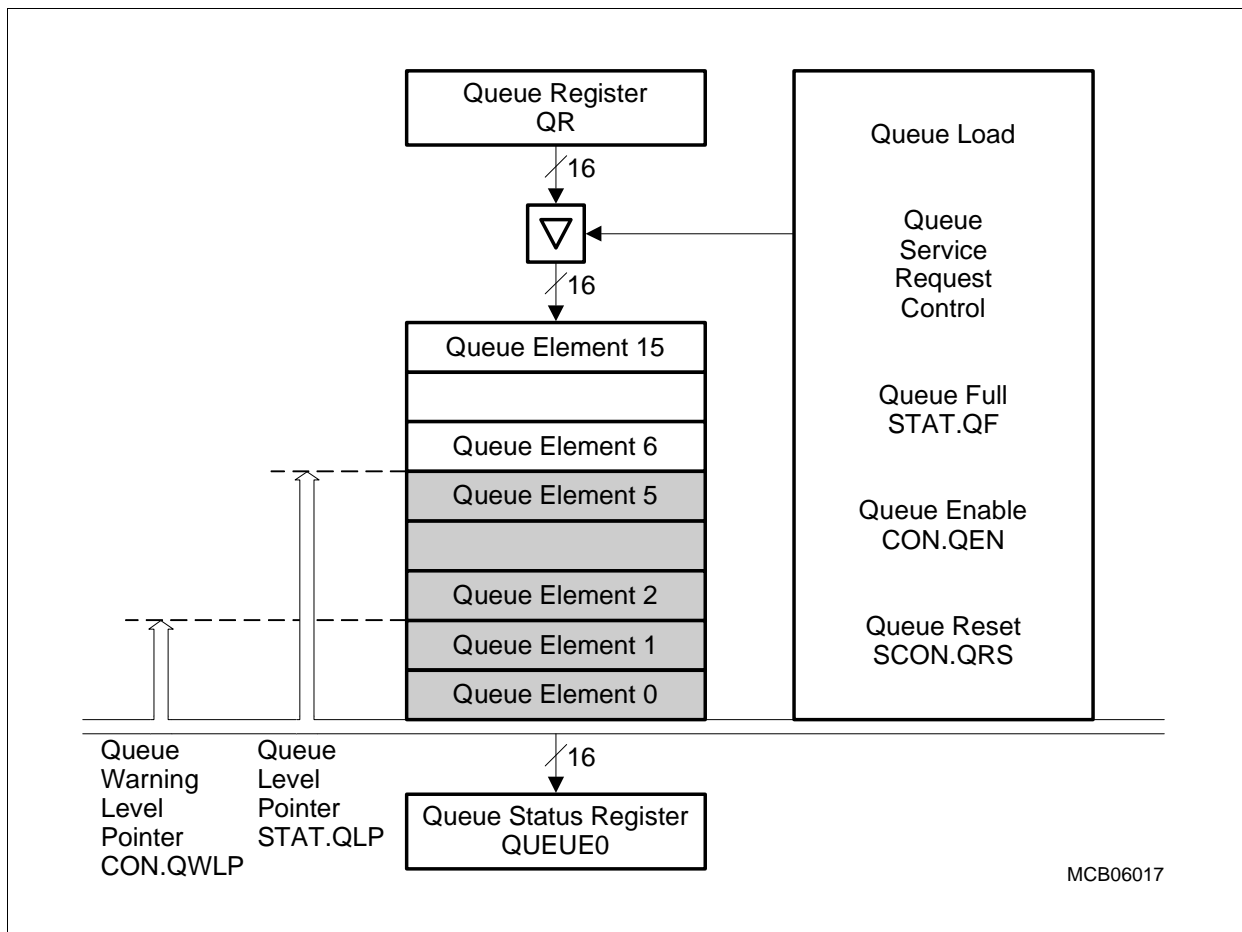 Queue Register
QR
16
16
Queue Element 15
Queue Element 6
Queue Element 5
Queue Element 2
Queue Element 1
Queue Element 0
Queue Load
Queue
Service
Request
Control
Queue Full
STAT.QF
Queue Enable
CON.QEN
Queue Reset
SCON.QRS
Queue
Warning
Level
Pointer
CON.QWLP
Queue
Level
Pointer
STAT.QLP
16
Queue Status Register
QUEUE0
MCB06017